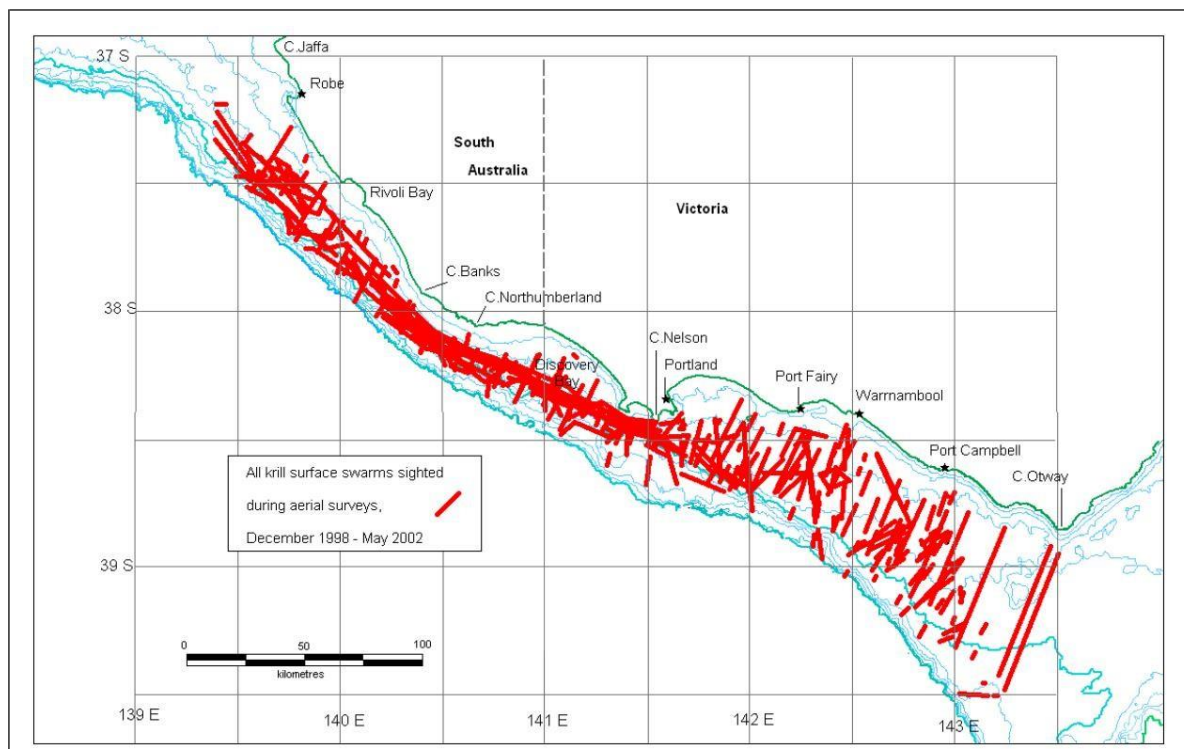 37 S
C.Jaffa
Robe
South
Australia
Victoria
Rivoli Bay
C.Banks
38 S
C.Northumberland
C.Nelson
Discovery
Bay
Portland
Port Fairy
Warrnambool
Port Campbell
C.Otway
All krill surface swarms sighted
during aerial surveys,
December 1998 - May 2002
39 S
0 50 100
kilometres
139 E 140 E 141 E 142 E 143 E